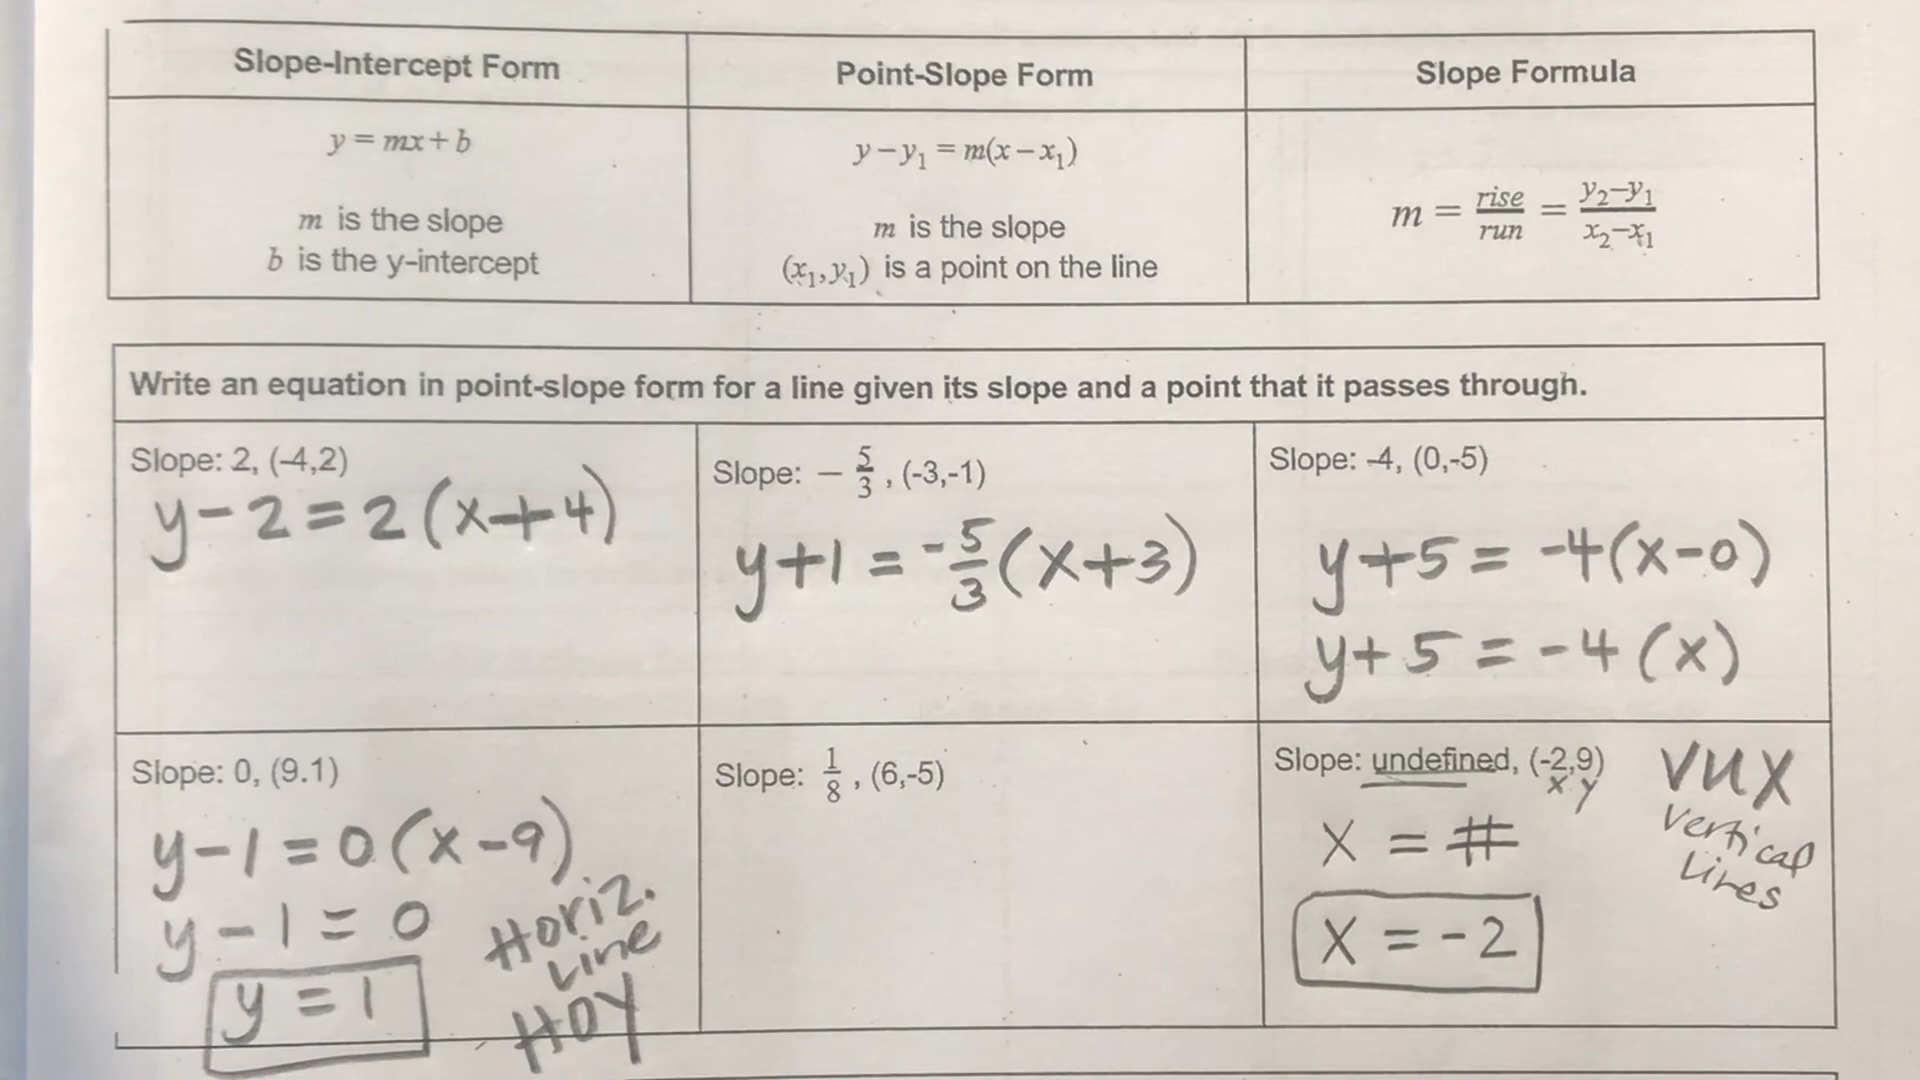 Slope-Intercept Form
y = mx + b
m is the slope
b is the y-intercept
Point-Slope Form
y − y₁ = m(x − x₁)
m is the slope
(x₁, y₁) is a point on the line
Slope Formula
m = rise/run = y₂−y₁/x₂−x₁
Write an equation in point-slope form for a line given its slope and a point that it passes through.
Slope: 2, (-4,2)
y − 2 = 2 (x + 4)
Slope: − 5/3 , (-3,-1)
y + 1 = -5/3 (x + 3)
Slope: -4, (0,-5)
y + 5 = -4(x − 0)
y + 5 = -4 (x)
Slope: 0, (9.1)
y − 1 = 0 (x − 9)
y − 1 = 0
y = 1
Horiz.
Line
HOY
Slope: 1/8 , (6,-5)
Slope: undefined, (-2,9)
x y
X = #
X = -2
VUX
Vertical
Lines